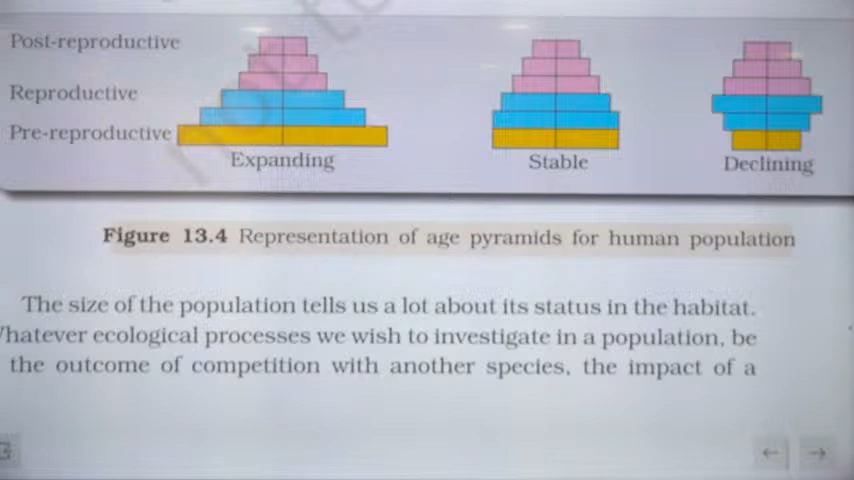 Post-reproductive
Reproductive
Pre-reproductive
Expanding Stable Declining
Figure 13.4 Representation of age pyramids for human population
The size of the population tells us a lot about its status in the habitat.
Whatever ecological processes we wish to investigate in a population, be
the outcome of competition with another species, the impact of a